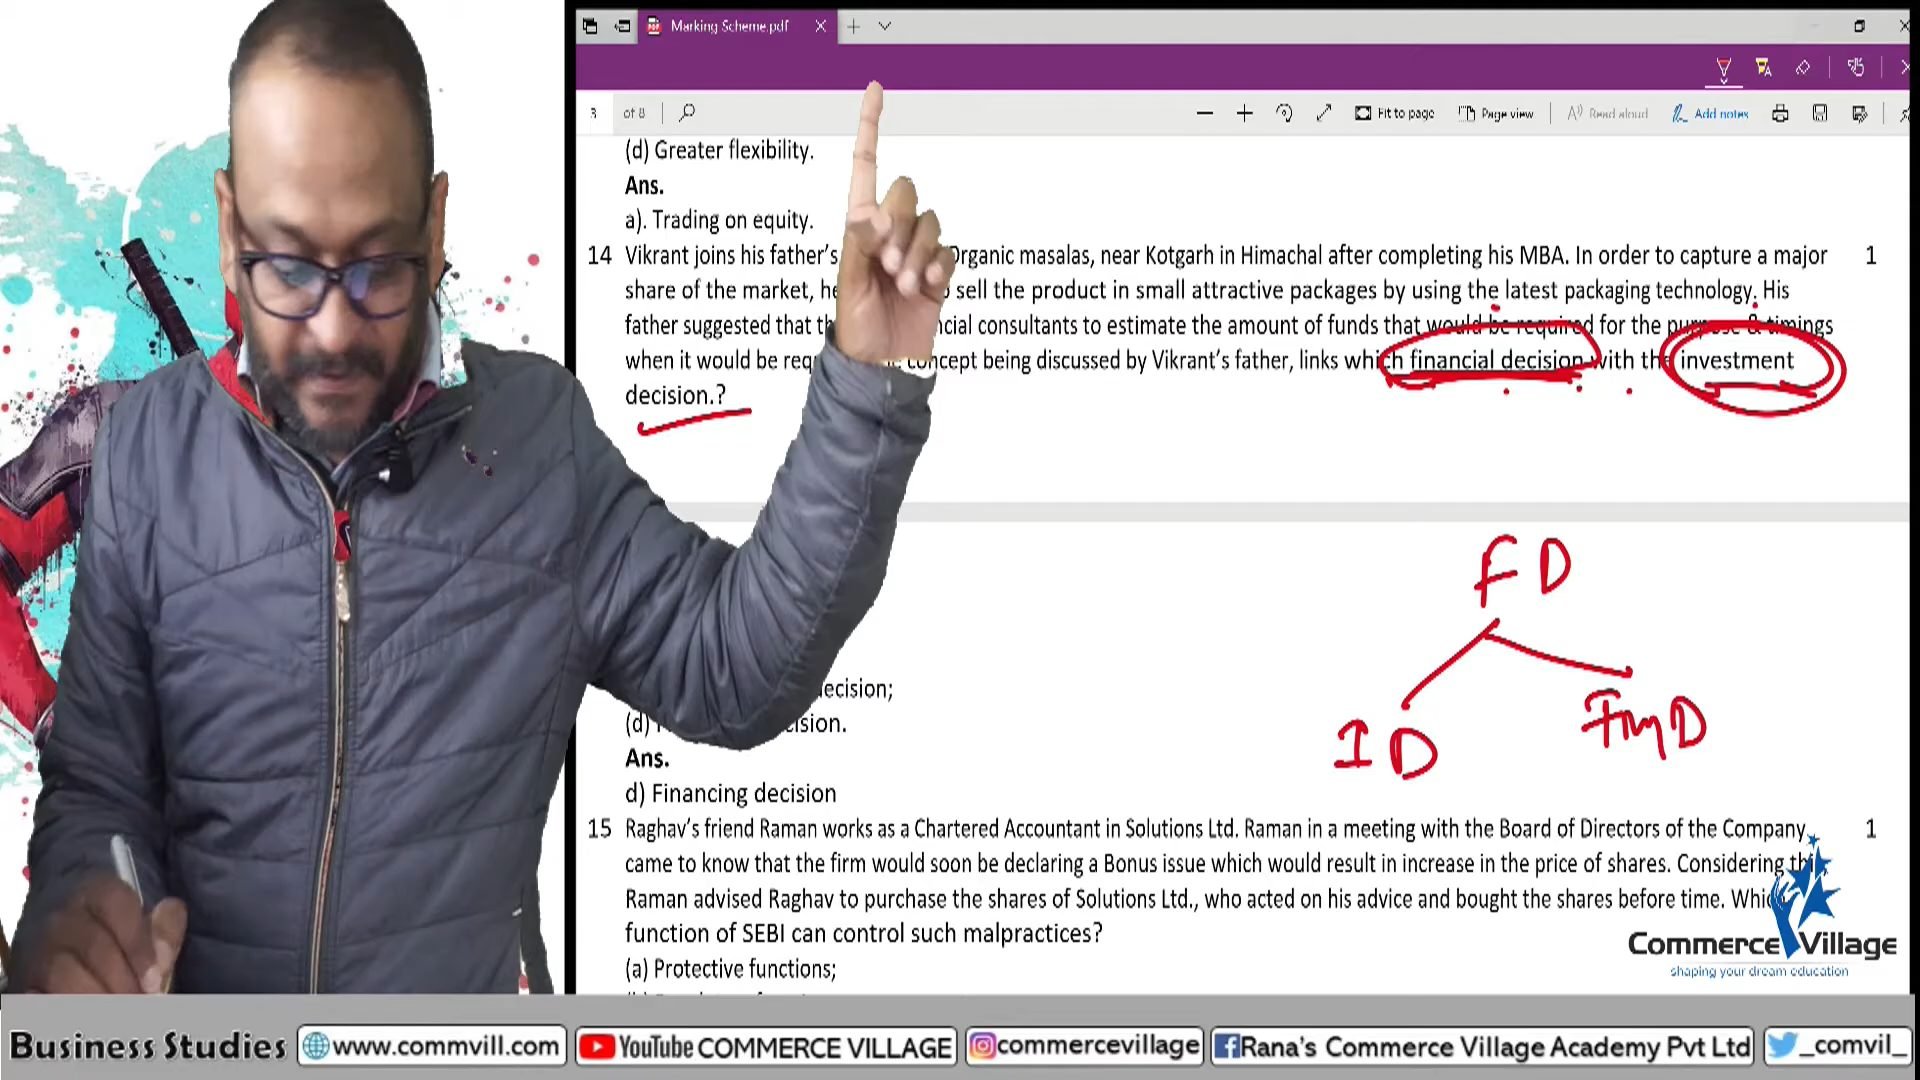 Marking Scheme.pdf
3 of 8
Fit to page
Page view
Read aloud
Add notes
(d) Greater flexibility.
Ans.
a). Trading on equity.
14 Vikrant joins his father's Organic masalas, near Kotgarh in Himachal after completing his MBA. In order to capture a major 1
share of the market, he sell the product in small attractive packages by using the latest packaging technology. His
father suggested that consultants to estimate the amount of funds that would be required for the purpose & timings
when it would be concept being discussed by Vikrant's father, links which financial decision with the investment
decision.?
F D
I D
decision;
(d)
Ans.
d) Financing decision
15 Raghav's friend Raman works as a Chartered Accountant in Solutions Ltd. Raman in a meeting with the Board of Directors of the Company 1
came to know that the firm would soon be declaring a Bonus issue which would result in increase in the price of shares. Considering
Raman advised Raghav to purchase the shares of Solutions Ltd., who acted on his advice and bought the shares before time.
function of SEBI can control such malpractices?
(a) Protective functions;
Commerce Village
shaping your dream education
Business Studies
www.commvill.com
YouTube COMMERCE VILLAGE
commercevillage
Rana's Commerce Village Academy Pvt Ltd
_comvil_